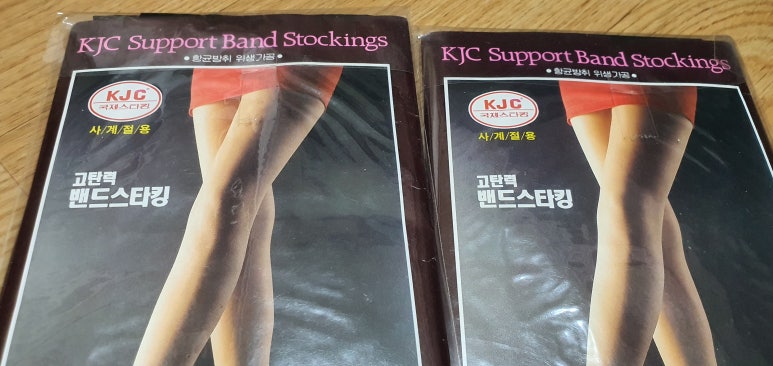 KJC Support Band Stockings
• 항균방취 위생가공 •
KJC
국제스타킹
사/계/절/용
고탄력
밴드스타킹
KJC Support Band Stockings
• 항균방취 위생가공 •
KJC
국제스타킹
사/계/절/용
고탄력
밴드스타킹